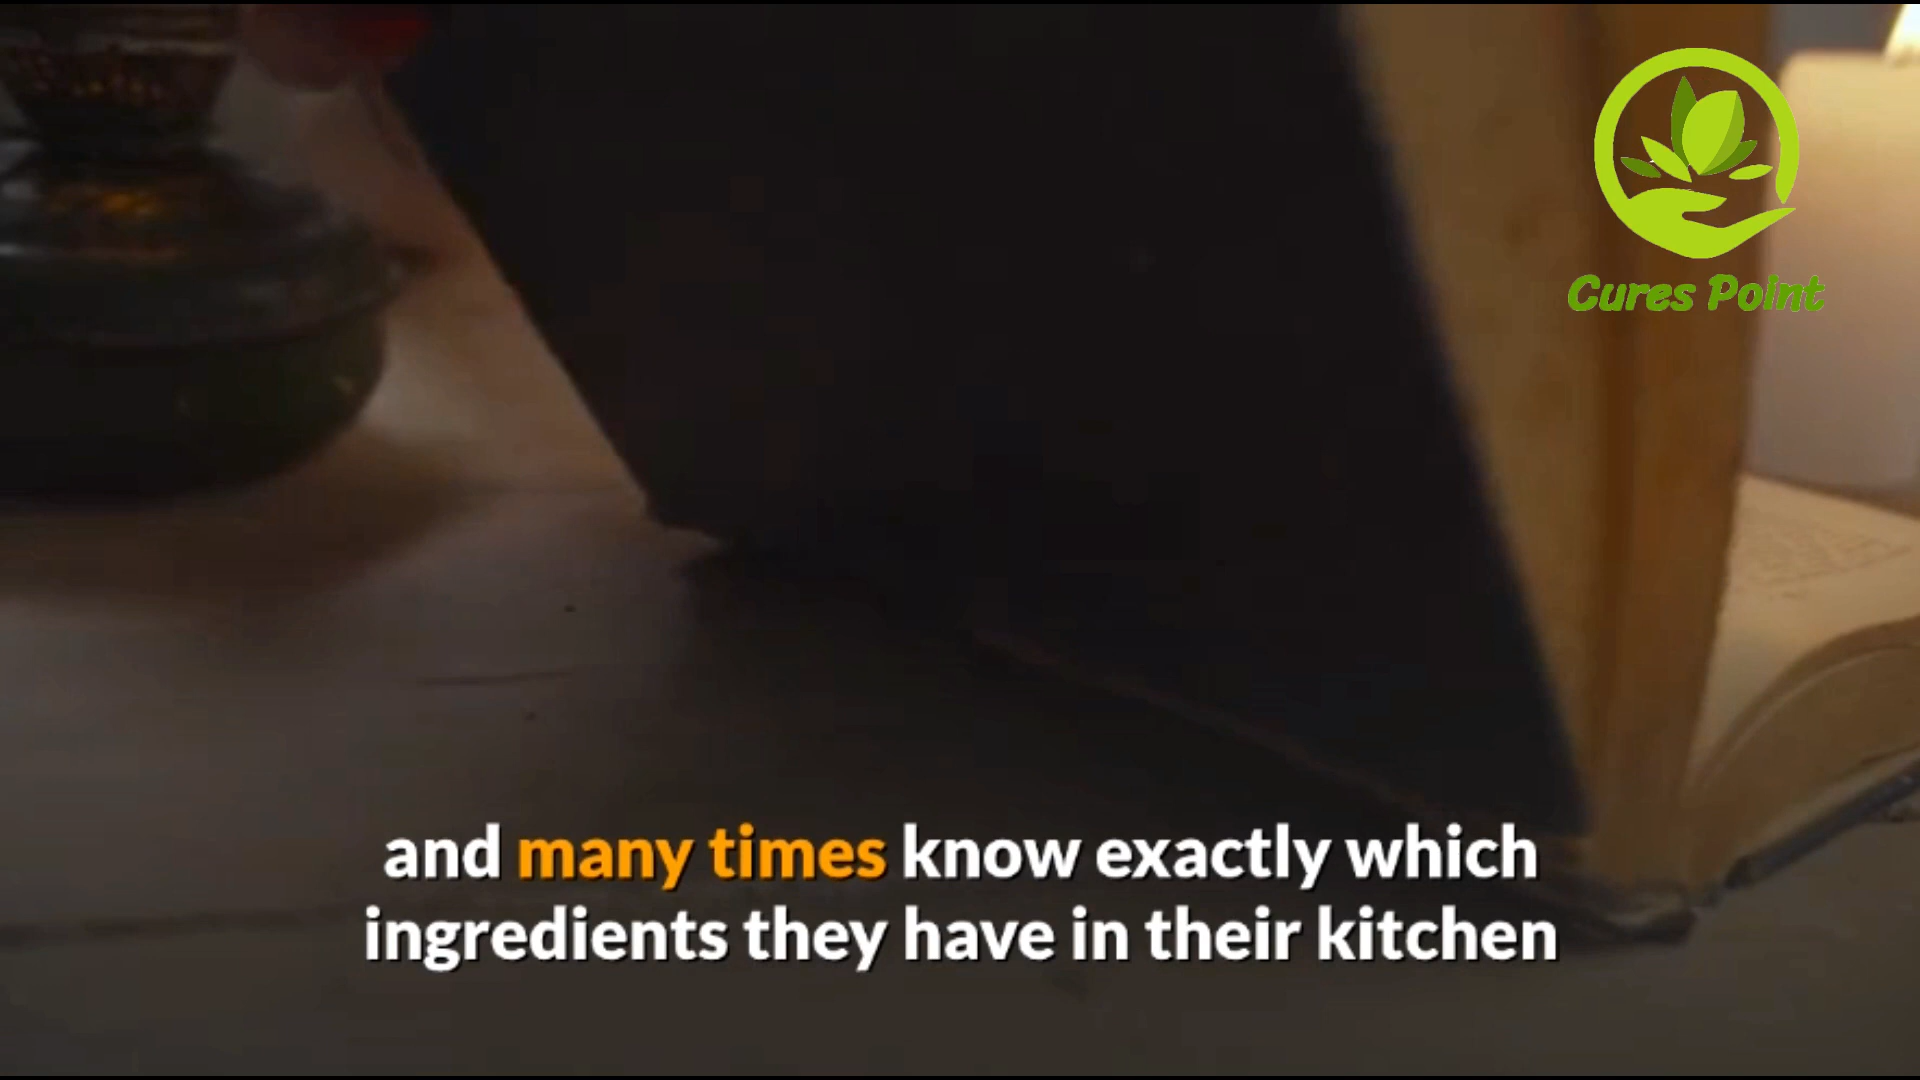 Cures Point
and many times know exactly which
ingredients they have in their kitchen